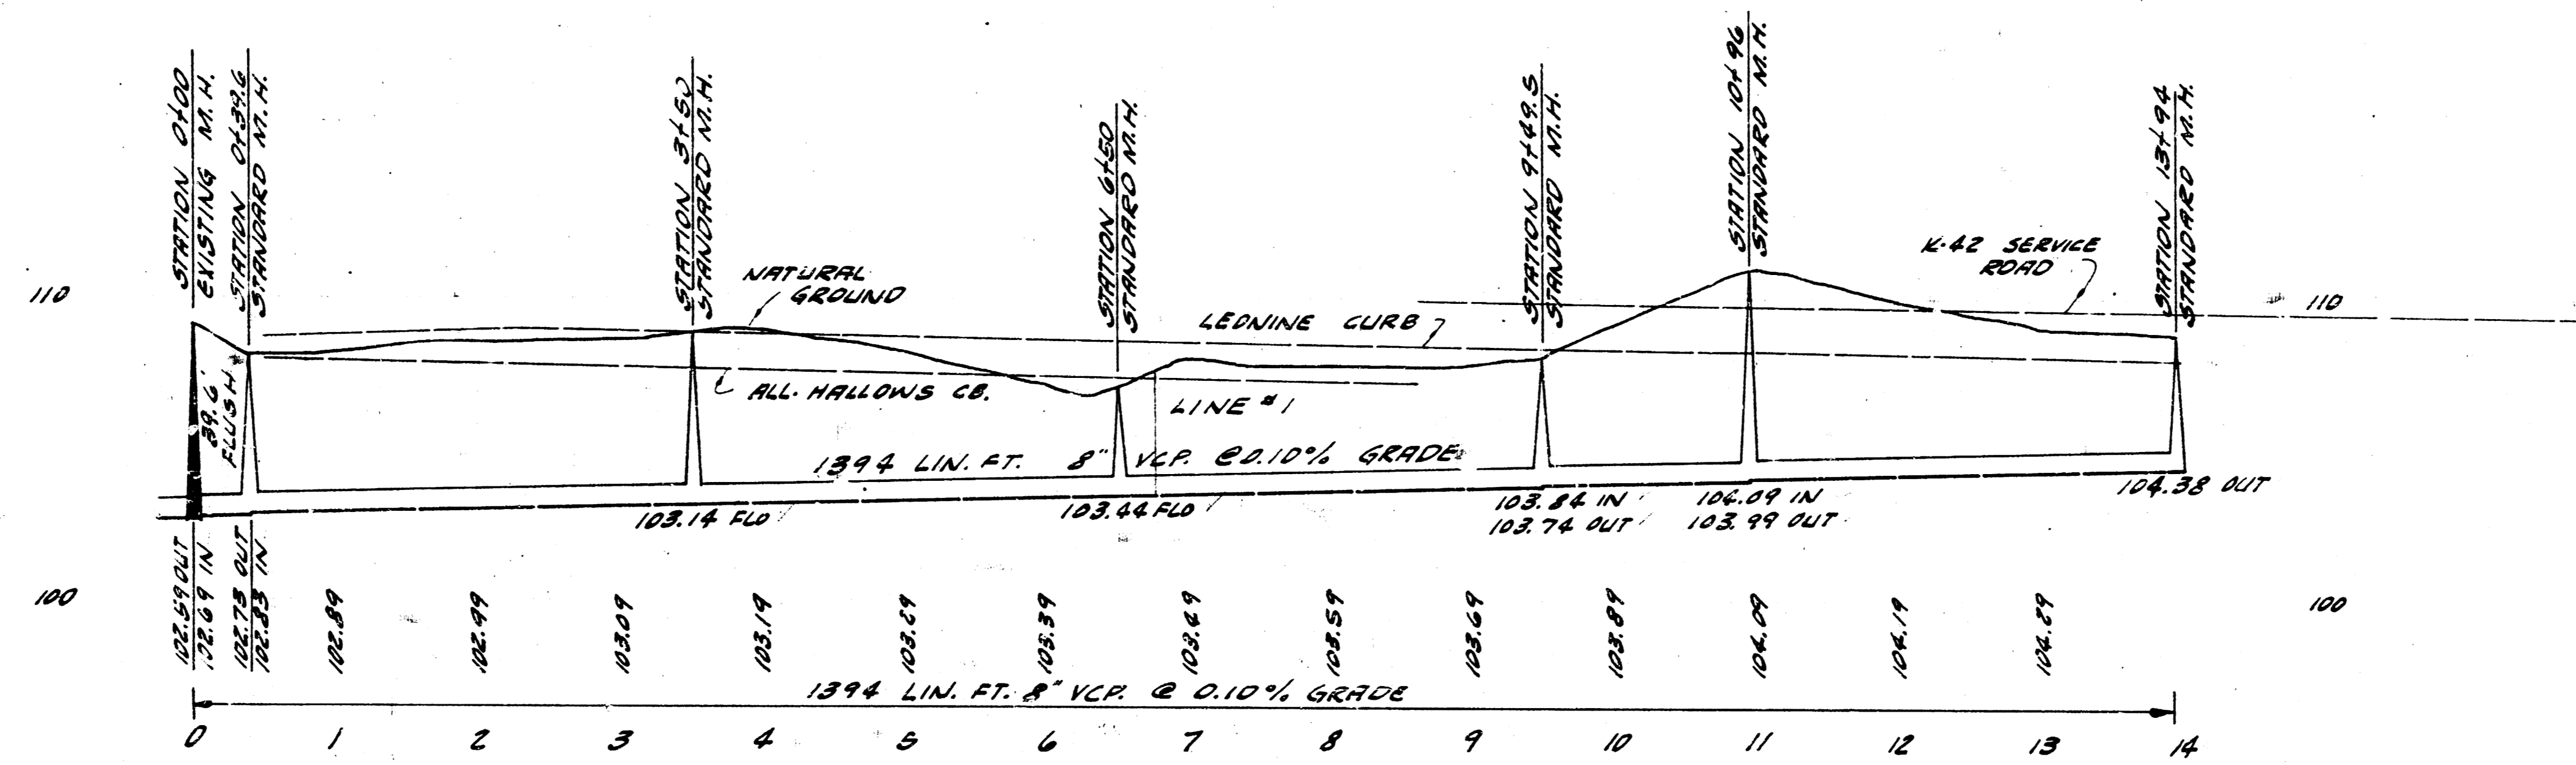 STATION 0+00
EXISTING M.H.
STATION 0+39.6
STANDARD M.H.
STATION 3+50
STANDARD M.H.
STATION 6+50
STANDARD M.H.
STATION 9+49.5
STANDARD M.H.
STATION 10+96
STANDARD M.H.
STATION 13+94
STANDARD M.H.
K-42 SERVICE
ROAD
NATURAL
GROUND
110
110
LEDNINE CURB
39.6'
FLUSH
ALL. HALLOWS CB.
LINE #1
1394 LIN. FT. 8" VCP. @ 0.10% GRADE
103.14 FLO
103.44 FLO
103.84 IN
103.74 OUT
104.09 IN
103.99 OUT
104.38 OUT
102.59 OUT
102.69 IN
102.73 OUT
102.83 IN
100
102.89
102.99
103.09
103.19
103.29
103.39
103.49
103.59
103.69
103.89
104.09
104.19
104.29
100
1394 LIN. FT. 8" VCP. @ 0.10% GRADE
0 1 2 3 4 5 6 7 8 9 10 11 12 13 14